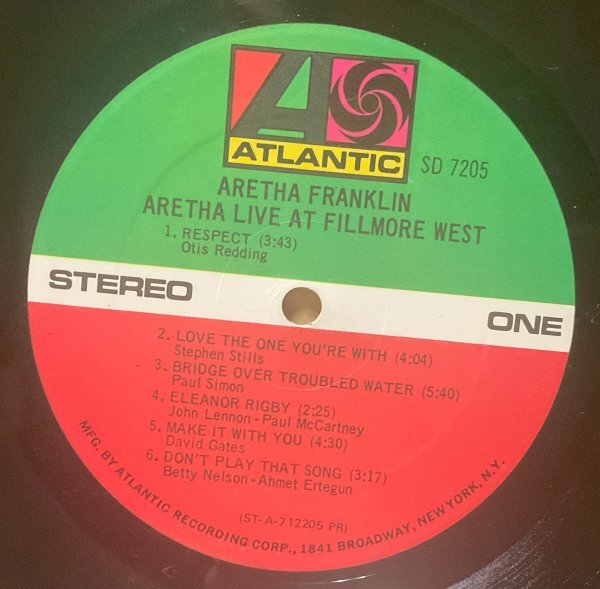 A
ATLANTIC
SD 7205
ARETHA FRANKLIN
ARETHA LIVE AT FILLMORE WEST
1. RESPECT (3:43)
Otis Redding
STEREO
ONE
2. LOVE THE ONE YOU'RE WITH (4:04)
Stephen Stills
3. BRIDGE OVER TROUBLED WATER (5:40)
Paul Simon
4. ELEANOR RIGBY (2:25)
John Lennon - Paul McCartney
5. MAKE IT WITH YOU (4:30)
David Gates
6. DON'T PLAY THAT SONG (3:17)
Betty Nelson - Ahmet Ertegun
(ST-A-712205 PR)
MFG. BY ATLANTIC RECORDING CORP., 1841 BROADWAY, NEW YORK, N.Y.